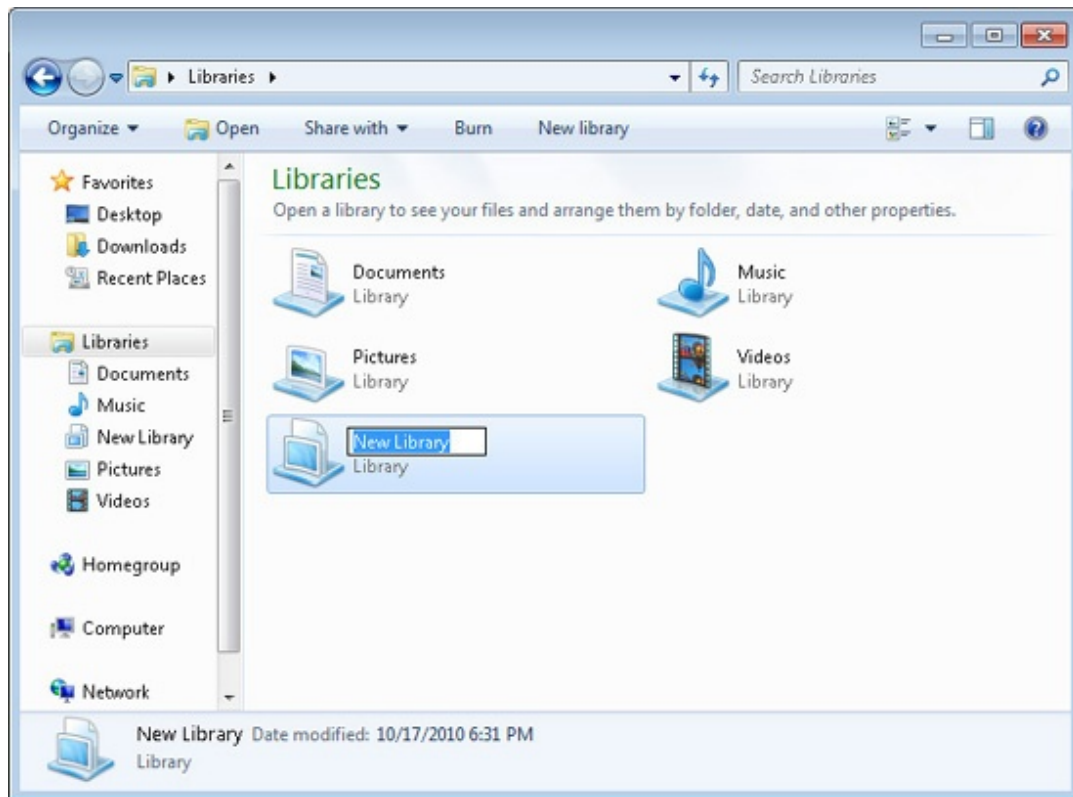 Libraries
Search Libraries
Organize
Open
Share with
Burn
New library
Favorites
Desktop
Downloads
Recent Places
Libraries
Documents
Music
New Library
Pictures
Videos
Homegroup
Computer
Network
Libraries
Open a library to see your files and arrange them by folder, date, and other properties.
Documents
Library
Music
Library
Pictures
Library
Videos
Library
New Library
Library
New Library Date modified: 10/17/2010 6:31 PM
Library